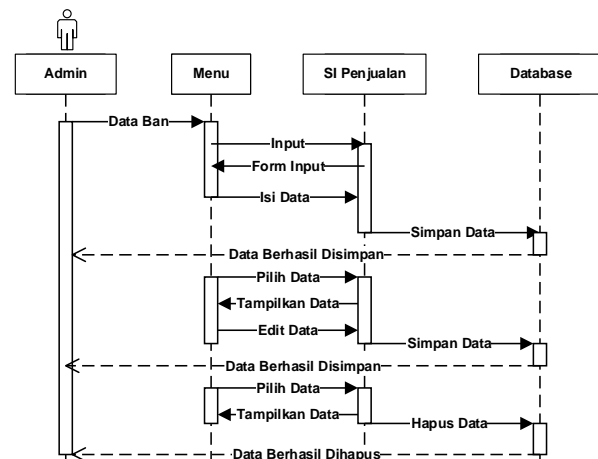 Admin
Menu
SI Penjualan
Database
Data Ban
Input
Form Input
Isi Data
Simpan Data
Data Berhasil Disimpan
Pilih Data
Tampilkan Data
Edit Data
Simpan Data
Data Berhasil Disimpan
Pilih Data
Tampilkan Data
Hapus Data
Data Berhasil Dihapus